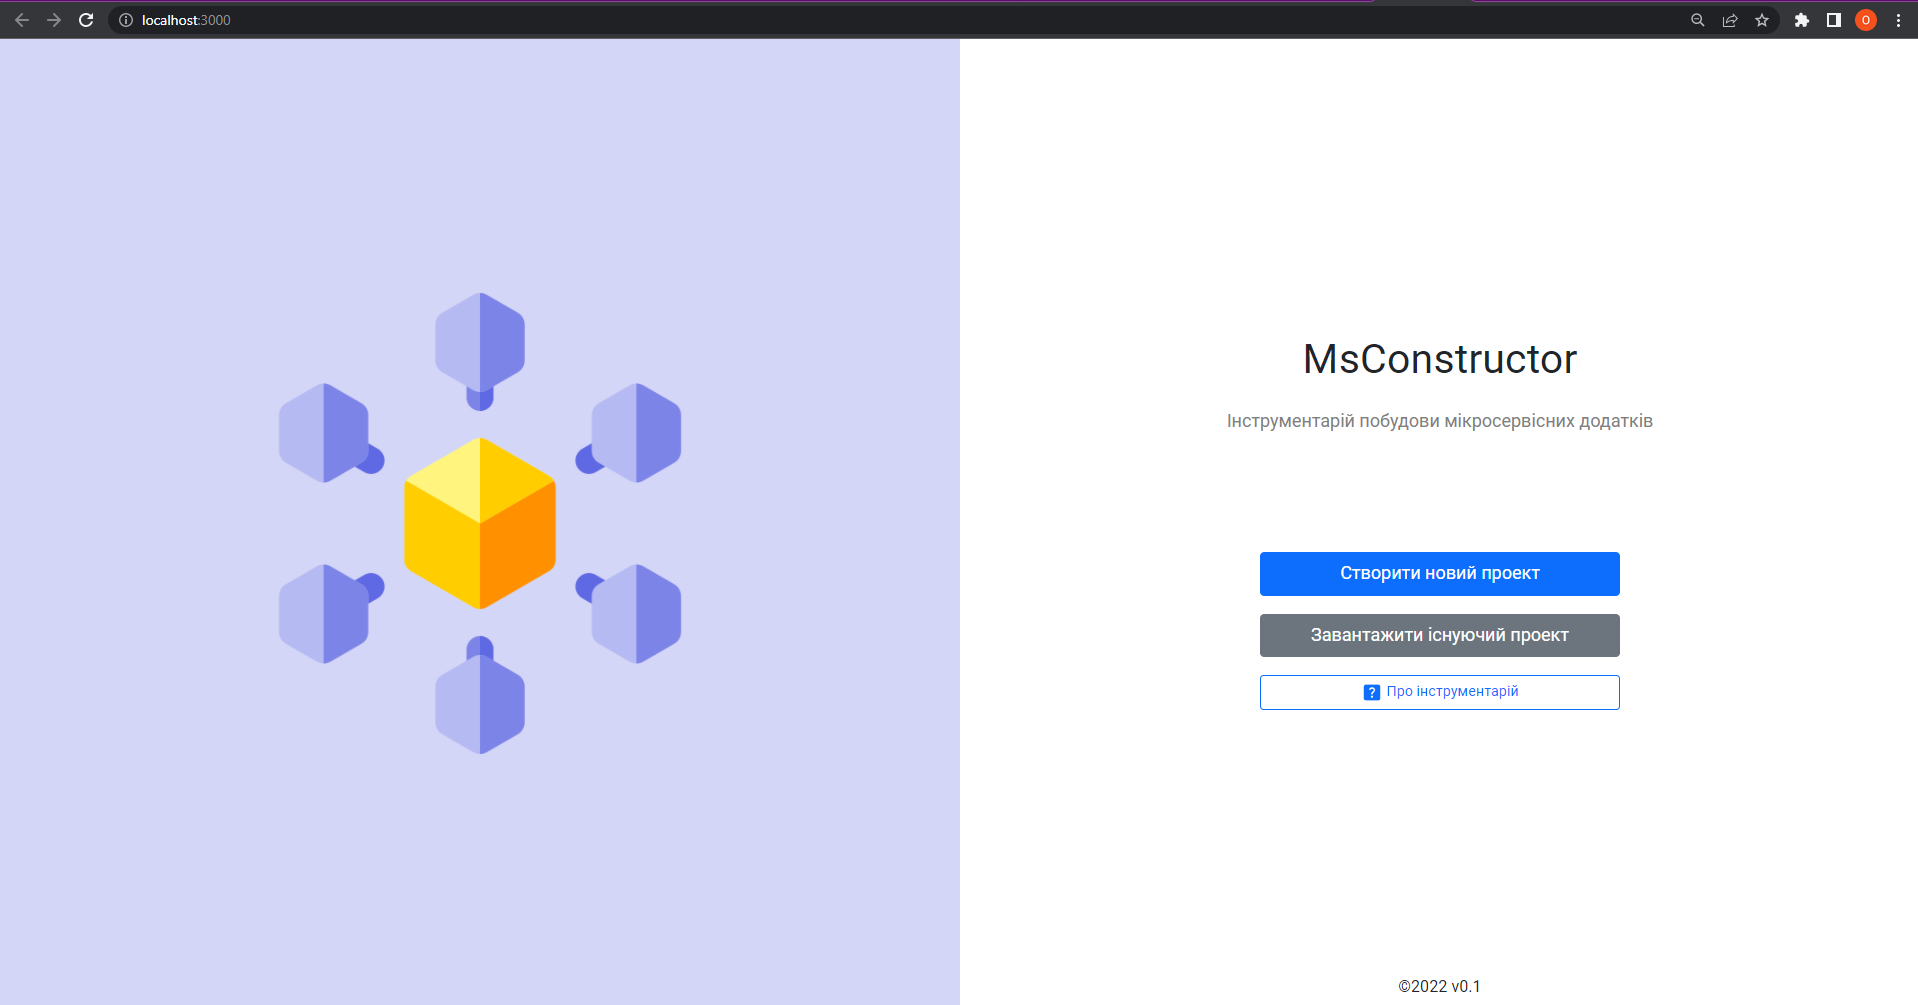 localhost:3000
O
MsConstructor
Інструментарій побудови мікросервісних додатків
Створити новий проект
Завантажити існуючий проект
? Про інструментарій
©2022 v0.1